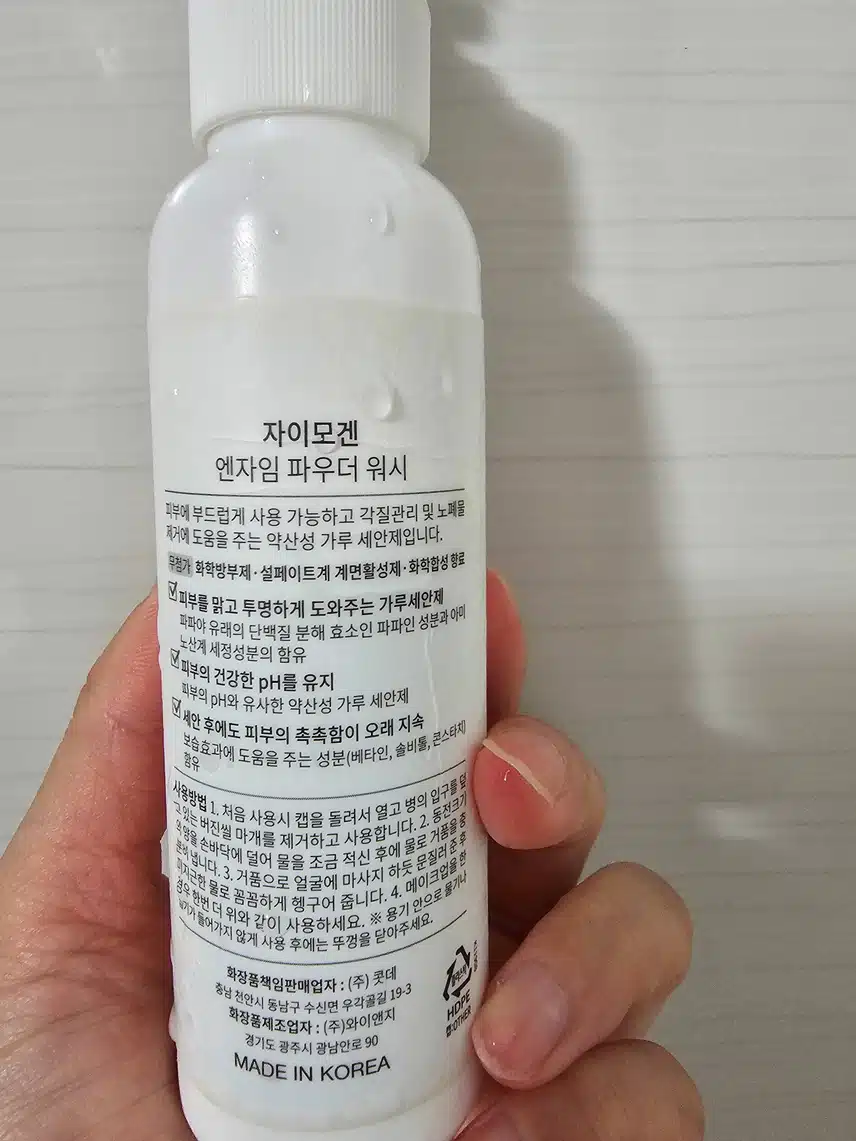 자이모겐
엔자임 파우더 워시
피부에 부드럽게 사용 가능하고 각질관리 및 노폐물
제거에 도움을 주는 약산성 가루 세안제입니다.
무첨가 화학방부제·설페이트계 계면활성제·화학합성 향료
피부를 맑고 투명하게 도와주는 가루세안제
파파야 유래의 단백질 분해 효소인 파파인 성분과 아미
노산계 세정성분의 함유
피부의 건강한 pH를 유지
피부의 pH와 유사한 약산성 가루 세안제
세안 후에도 피부의 촉촉함이 오래 지속
보습효과에 도움을 주는 성분(베타인, 솔비톨, 콘스타치)
함유
사용방법 1. 처음 사용시 캡을 돌려서 열고 병의 입구를 덮
고 있는 버진씰 마개를 제거하고 사용합니다. 2. 동전크기
의 양을 손바닥에 덜어 물을 조금 적신 후에 물로 거품을 충
분히 냅니다. 3. 거품으로 얼굴에 마사지 하듯 문질러 준 후
미지근한 물로 꼼꼼하게 헹구어 줍니다. 4. 메이크업을 한
경우 한번 더 위와 같이 사용하세요. ※ 용기 안으로 물기나
습기가 들어가지 않게 사용 후에는 뚜껑을 닫아주세요.
화장품책임판매업자 : (주) 콧데
충남 천안시 동남구 수신면 우각골길 19-3
화장품제조업자 : (주)와이앤지
경기도 광주시 광남안로 90
MADE IN KOREA
플라스틱
HDPE
캡:OTHER